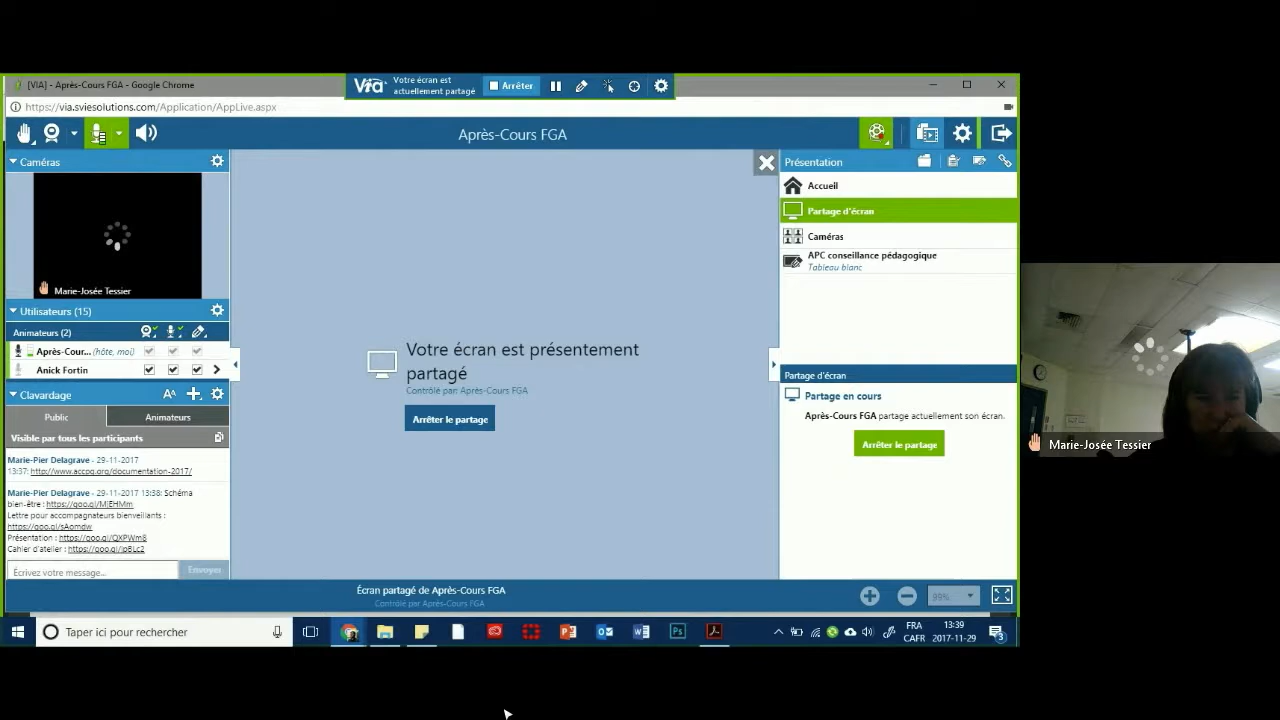 [VIA] - Après-Cours FGA - Google Chrome
Via
Votre écran est
actuellement partagé
Arrêter
https://via.sviesolutions.com/Application/AppLive.aspx
Après-Cours FGA
Caméras
Marie-Josée Tessier
Utilisateurs (15)
Animateurs (2)
Après-Cour... (hôte, moi)
Anick Fortin
Clavardage
AA
Public
Animateurs
Visible par tous les participants
Marie-Pier Delagrave - 29-11-2017
13:37: http://www.accpq.org/documentation-2017/
Marie-Pier Delagrave - 29-11-2017 13:38: Schéma
bien-être : https://goo.gl/MJEHMm
Lettre pour accompagnateurs bienveillants :
https://goo.gl/sAomdw
Présentation : https://goo.gl/QXPWm8
Cahier d'atelier : https://goo.gl/jpBLc2
Écrivez votre message...
Envoyer
Votre écran est présentement
partagé
Contrôlé par: Après-Cours FGA
Arrêter le partage
Présentation
Accueil
Partage d'écran
Caméras
APC conseillance pédagogique
Tableau blanc
Partage d'écran
Partage en cours
Après-Cours FGA partage actuellement son écran.
Arrêter le partage
Marie-Josée Tessier
Écran partagé de Après-Cours FGA
Contrôlé par Après-Cours FGA
99%
Taper ici pour rechercher
Ps
FRA
CAFR
13:39
2017-11-29
3